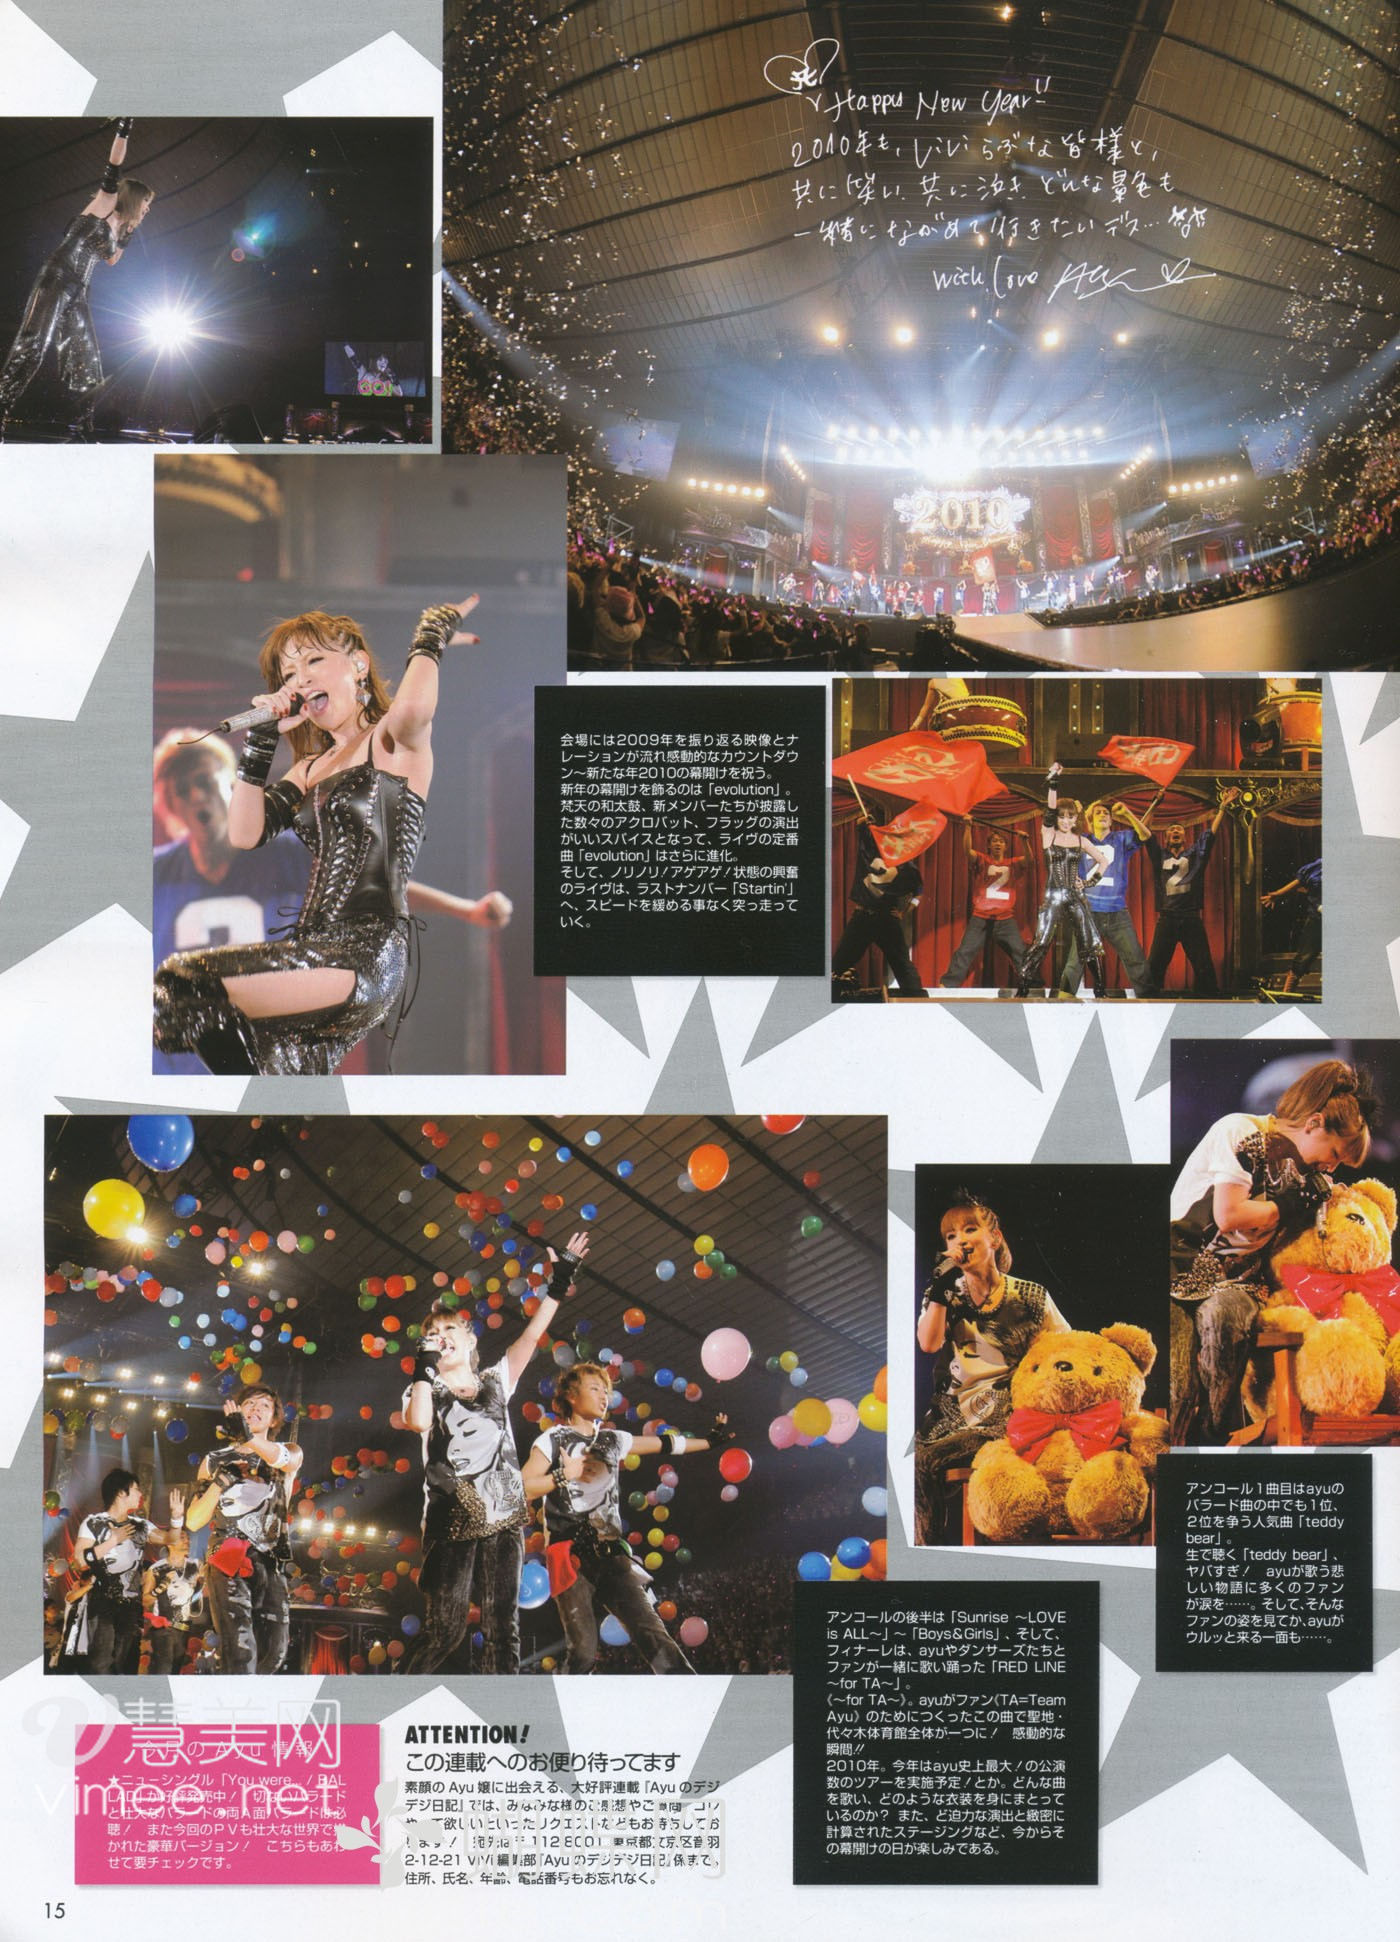 Happy New Year!!
2010年も、いいらぶな皆様と、
共に笑い 共に泣き どんな景色も
一緒にながめて行きたいデス…
with Love Ayu
2010
会場には2009年を振り返る映像とナ
レーションが流れ感動的なカウントダウ
ン〜新たな年2010の幕開けを祝う。
新年の幕開けを飾るのは「evolution」。
梵天の和太鼓、新メンバーたちが披露し
た数々のアクロバット、フラッグの演出
がいいスパイスとなって、ライヴの定番
曲「evolution」はさらに進化。
そして、ノリノリ!アゲアゲ!状態の興奮
のライヴは、ラストナンバー「Startin'」
へ、スピードを緩める事なく突っ走って
いく。
2
2
2
2
アンコール1曲目はayuの
バラード曲の中でも1位、
2位を争う人気曲「teddy
bear」。
生で聴く「teddy bear」、
ヤバすぎ! ayuが歌う悲
しい物語に多くのファン
が涙を……。そして、そんな
ファンの姿を見てか、ayuが
ウルッと来る一面も……。
アンコールの後半は「Sunrise 〜LOVE
is ALL〜」〜「Boys&Girls」、そして、
フィナーレは、ayuやダンサーズたちと
ファンが一緒に歌い踊った「RED LINE
〜for TA〜」。
《〜for TA〜》。ayuがファン《TA=Team
Ayu》のためにつくったこの曲で聖地・
代々木体育館全体が一つに! 感動的な
瞬間!!
2010年。今年はayu史上最大!の公演
数のツアーを実施予定!とか。どんな曲
を歌い、どのような衣装を身にまとって
いるのか? また、ど迫力な演出と緻密に
計算されたステージングなど、今からそ
の幕開けの日が楽しみである。
慧美网
vimge.net
のAyu情報
★ニューシングル「You were... / BAL
LAD」が好評発売中! 切ないバラード
と壮大なバラードの両A面バラードは必
聴! また今回のPVも壮大な世界で描
かれた豪華バージョン! こちらもあわ
せて要チェックです。
ATTENTION!
この連載へのお便り待ってます
素顔のAyu嬢に出会える、大好評連載『Ayuのデジ
デジ日記』では、みなみな様のご感想やご質問、コレ
やって欲しいといったリクエストなどもお待ちしてお
ります! 宛先は〒112-8001 東京都文京区音羽
2-12-21 ViVi編集部『Ayuのデジデジ日記』係まで。
住所、氏名、年齢、電話番号もお忘れなく。
蝴蝶网
15